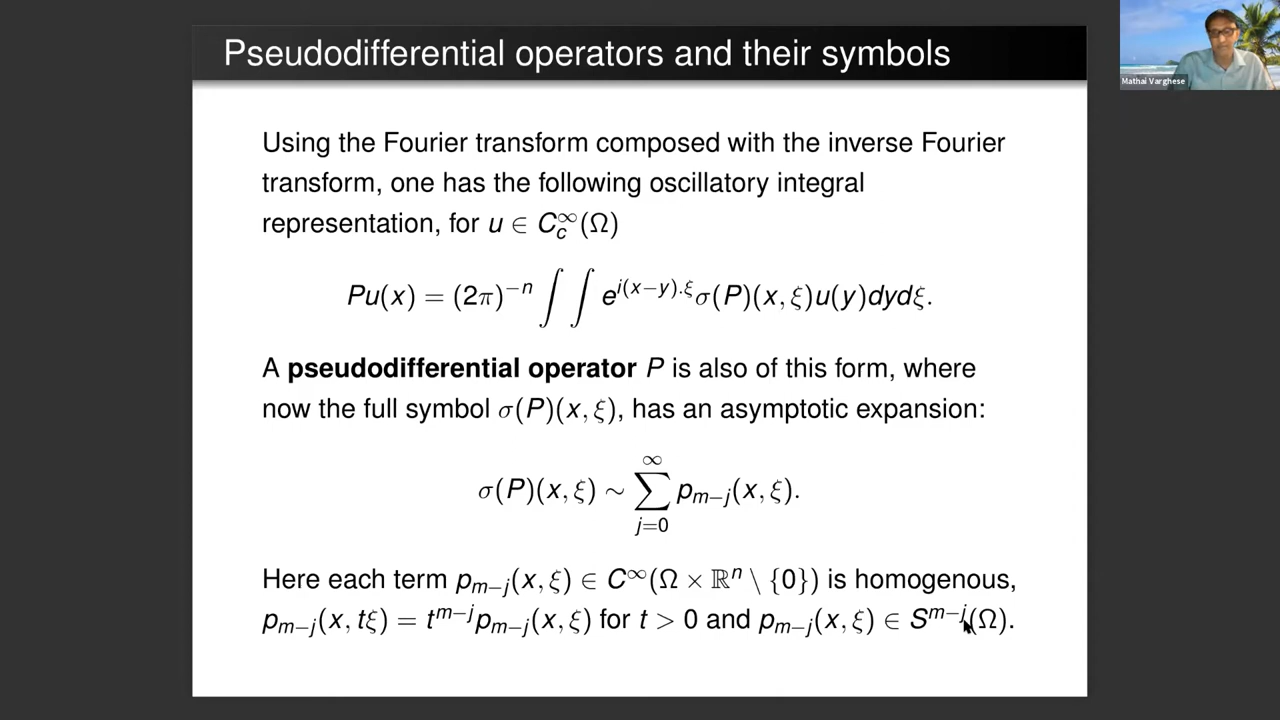 Pseudodifferential operators and their symbols
Mathai Varghese
Using the Fourier transform composed with the inverse Fourier
transform, one has the following oscillatory integral
representation, for u ∈ C_c^∞(Ω)
Pu(x) = (2π)^{−n} ∫ ∫ e^{i(x−y).ξ} σ(P)(x, ξ)u(y)dydξ.
A pseudodifferential operator P is also of this form, where
now the full symbol σ(P)(x, ξ), has an asymptotic expansion:
σ(P)(x, ξ) ∼ ∑_{j=0}^{∞} p_{m−j}(x, ξ).
Here each term p_{m−j}(x, ξ) ∈ C^∞(Ω × ℝ^n \ {0}) is homogenous,
p_{m−j}(x, tξ) = t^{m−j} p_{m−j}(x, ξ) for t > 0 and p_{m−j}(x, ξ) ∈ S^{m−j}(Ω).